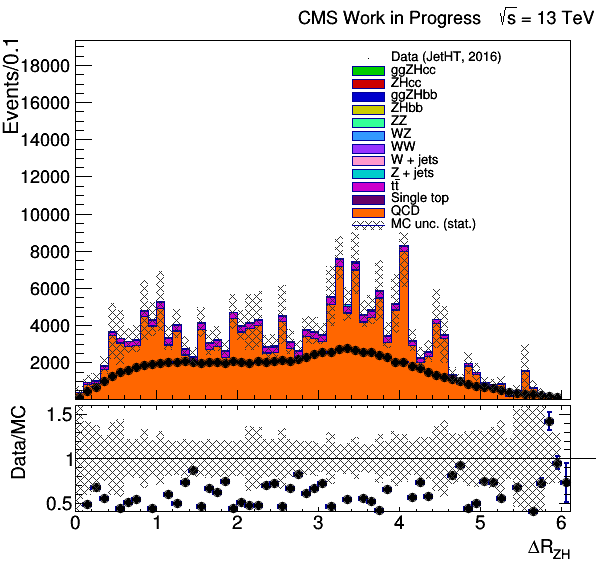 CMS Work in Progress √s = 13 TeV
Events/0.1
18000
16000
14000
12000
10000
8000
6000
4000
2000
Data (JetHT, 2016)
ggZHcc
ZHcc
ggZHbb
ZHbb
ZZ
WZ
WW
W + jets
Z + jets
tt̄
Single top
QCD
MC unc. (stat.)
Data/MC
1.5
1
0.5
0 1 2 3 4 5 6
ΔR_ZH